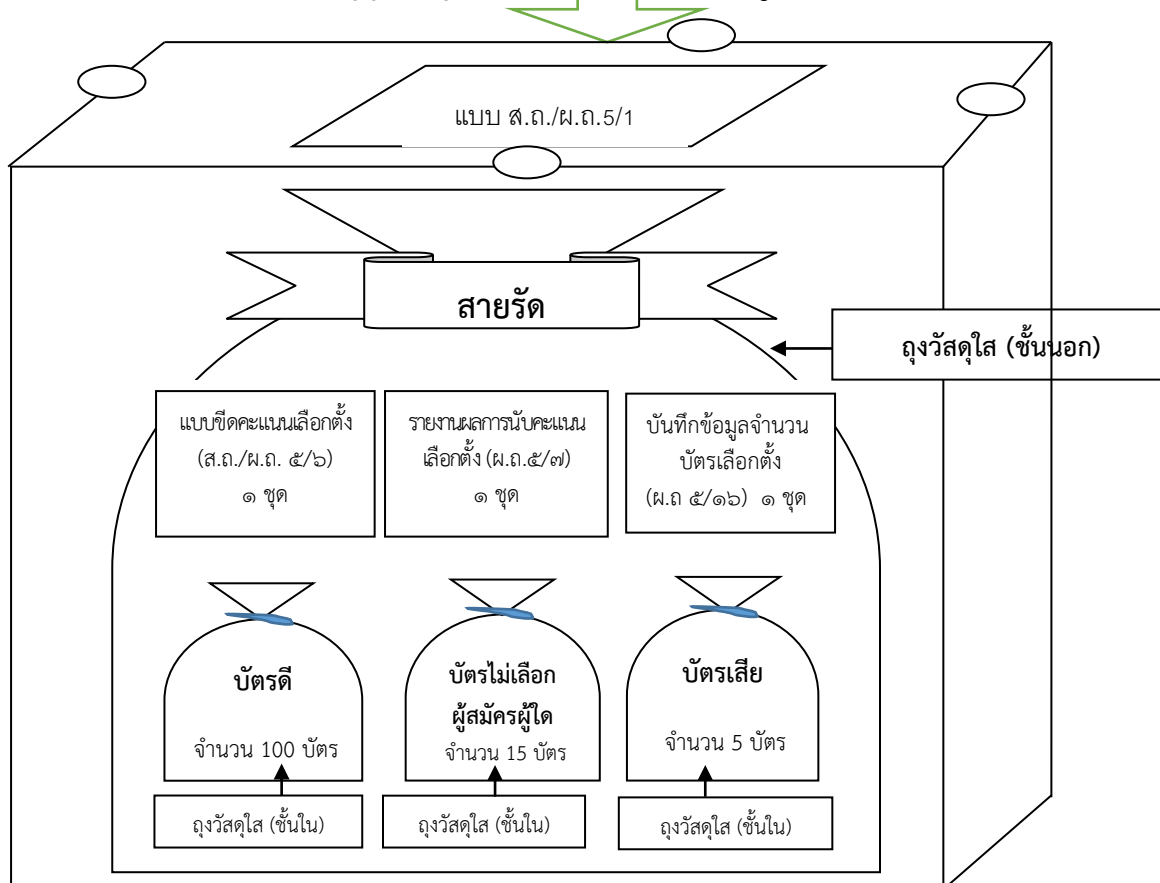 แบบ ส.ถ./ผ.ถ.5/1
สายรัด
ถุงวัสดุใส (ชั้นนอก)
แบบขีดคะแนนเลือกตั้ง
(ส.ถ./ผ.ถ. ๕/๖)
๑ ชุด
รายงานผลการนับคะแนน
เลือกตั้ง (ผ.ถ.๕/๗)
๑ ชุด
บันทึกข้อมูลจำนวน
บัตรเลือกตั้ง
(ผ.ถ ๕/๑๖) ๑ ชุด
บัตรดี
จำนวน 100 บัตร
ถุงวัสดุใส (ชั้นใน)
บัตรไม่เลือก
ผู้สมัครผู้ใด
จำนวน 15 บัตร
ถุงวัสดุใส (ชั้นใน)
บัตรเสีย
จำนวน 5 บัตร
ถุงวัสดุใส (ชั้นใน)